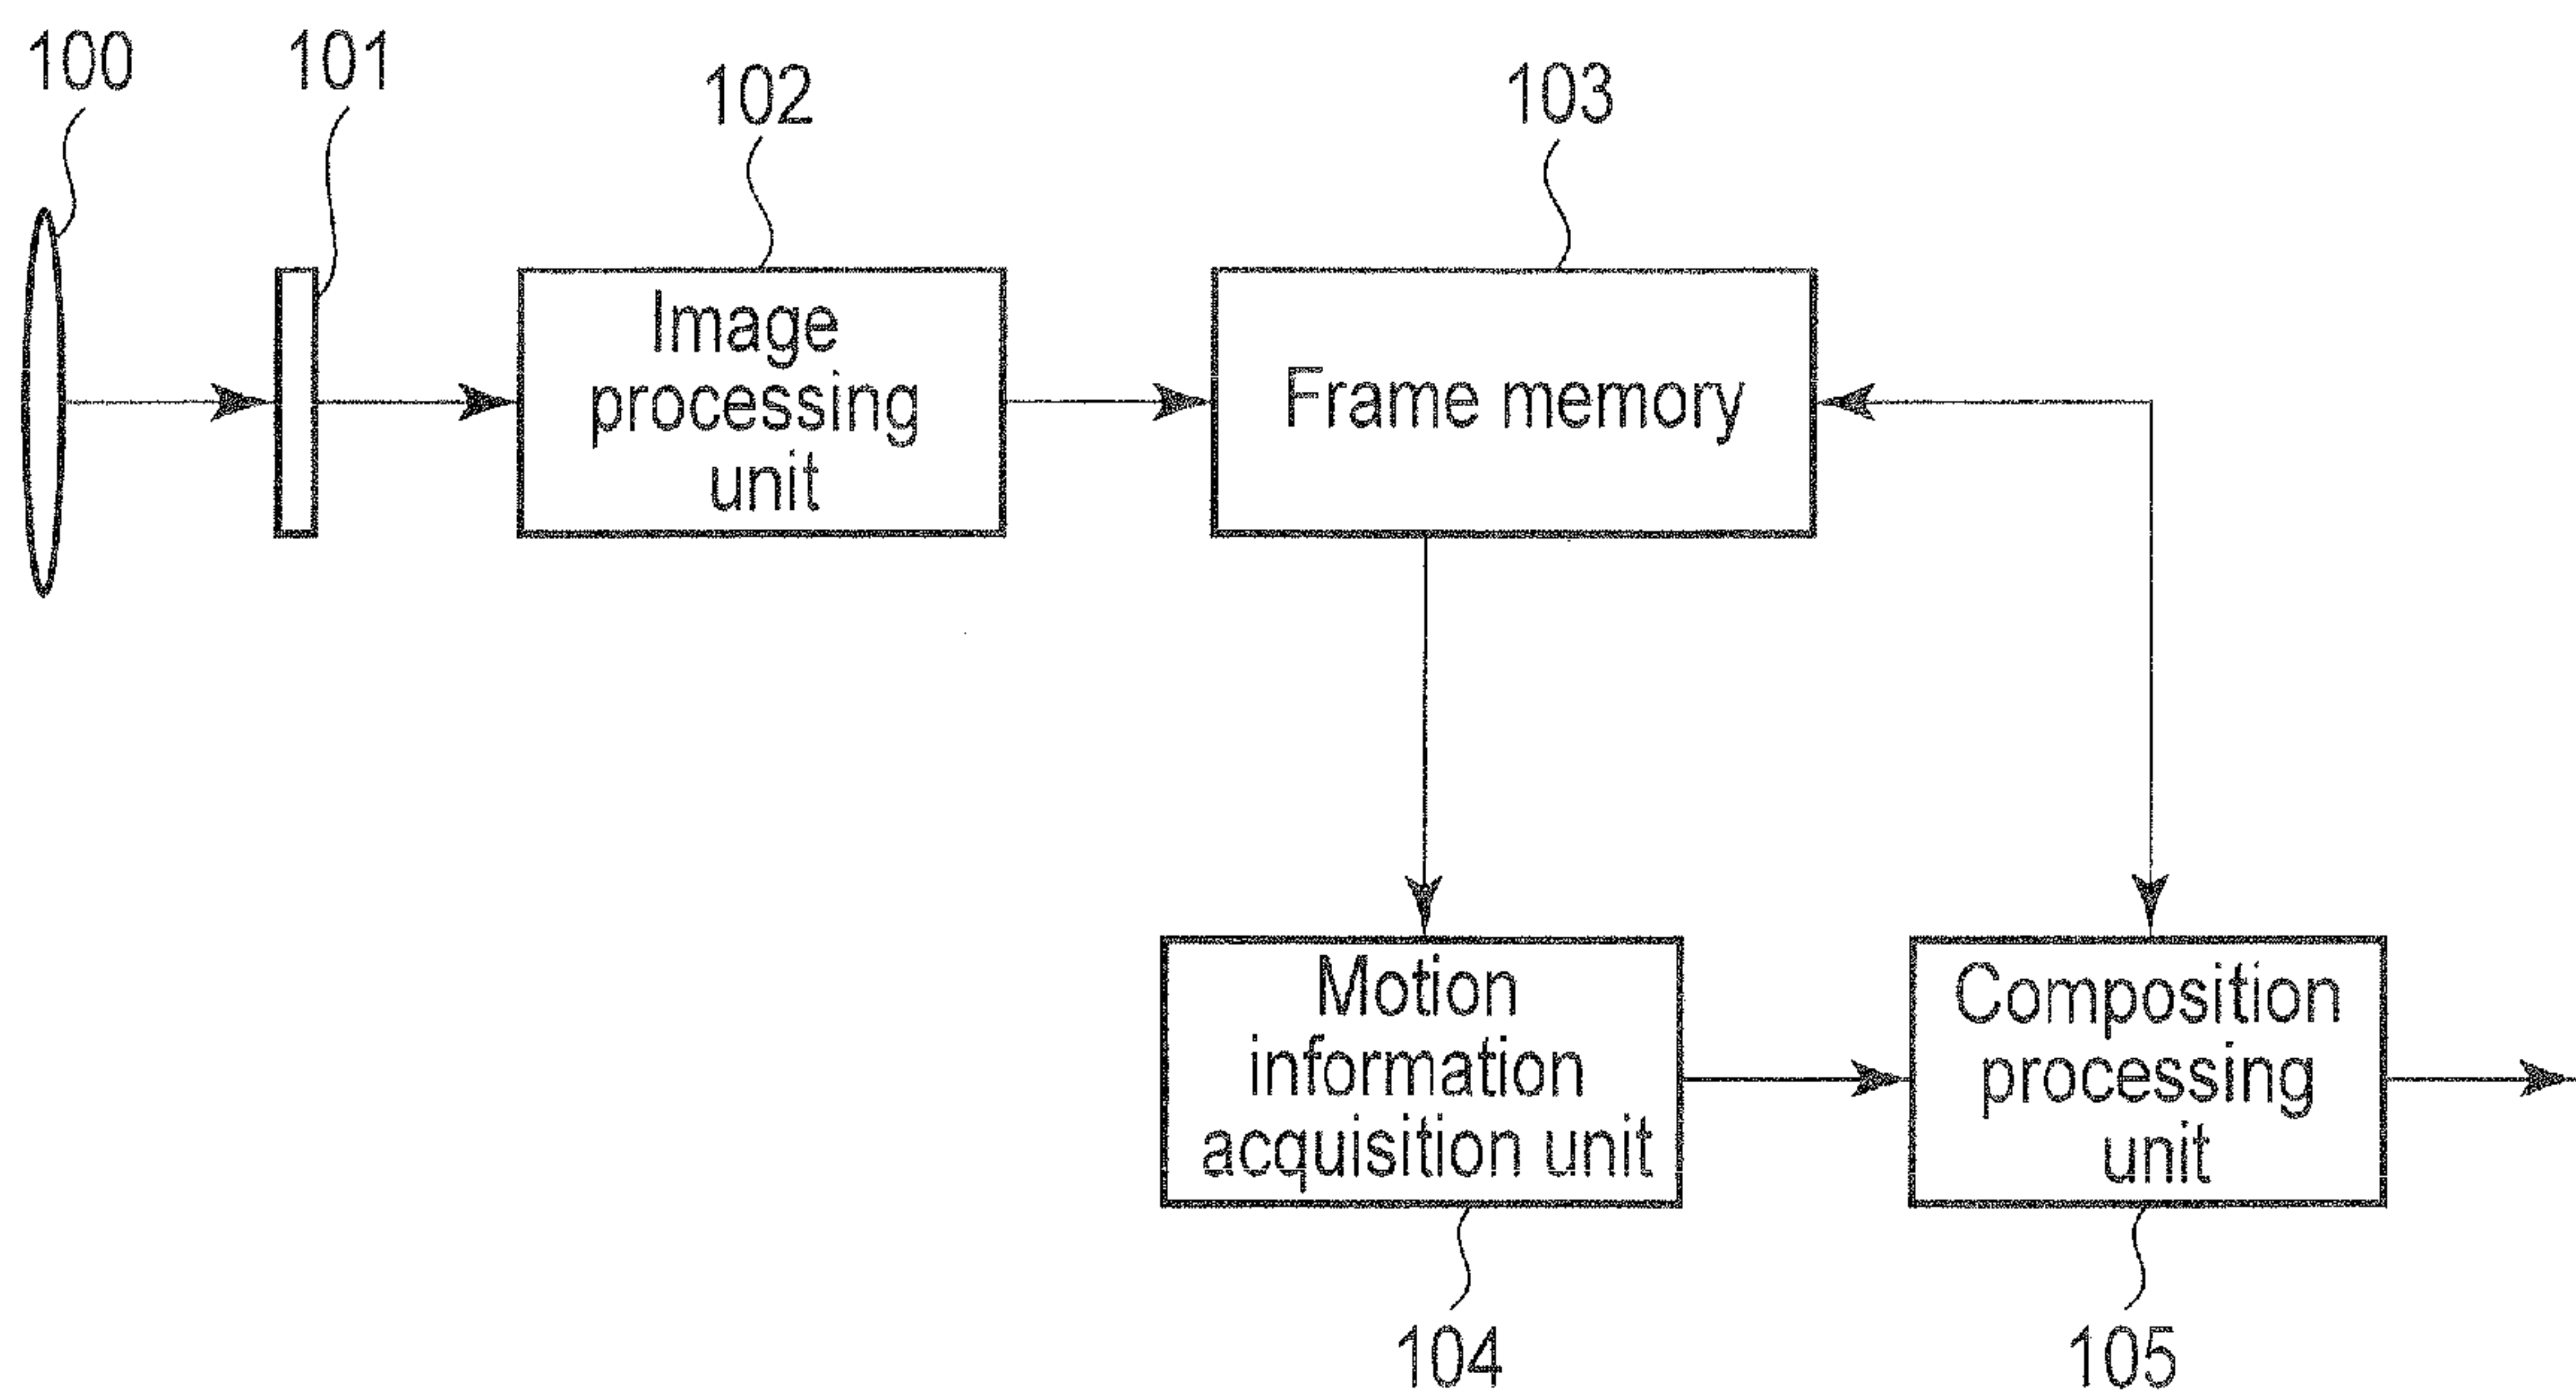 100
101
102
103
Image
processing
unit
Frame memory
Motion
information
acquisition unit
Composition
processing
unit
104
105